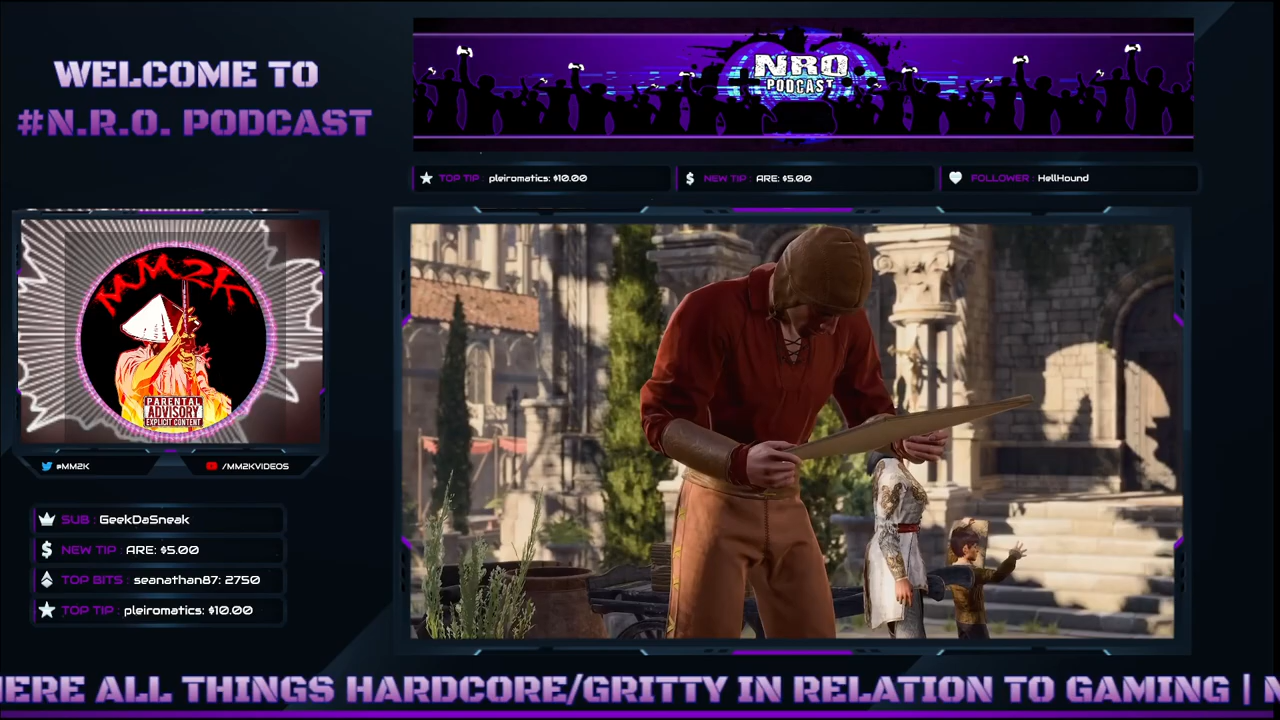 WELCOME TO
#N.R.O. PODCAST
NRO
PODCAST
TOP TIP : pleiromatics: $10.00
NEW TIP : ARE: $5.00
FOLLOWER : HellHound
MM2K
PARENTAL
ADVISORY
EXPLICIT CONTENT
@MM2K
/MM2KVIDEOS
SUB : GeekDaSneak
NEW TIP : ARE: $5.00
TOP BITS : seanathan87: 2750
TOP TIP : pleiromatics: $10.00
ERE ALL THINGS HARDCORE/GRITTY IN RELATION TO GAMING |